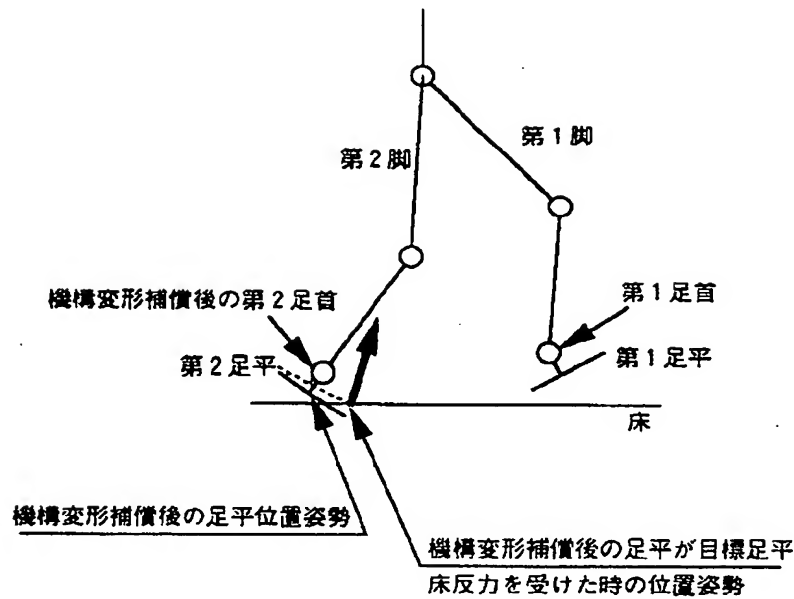 第1脚
第2脚
機構変形補償後の第2足首
第1足首
第2足平
第1足平
床
機構変形補償後の足平位置姿勢
機構変形補償後の足平が目標足平
床反力を受けた時の位置姿勢